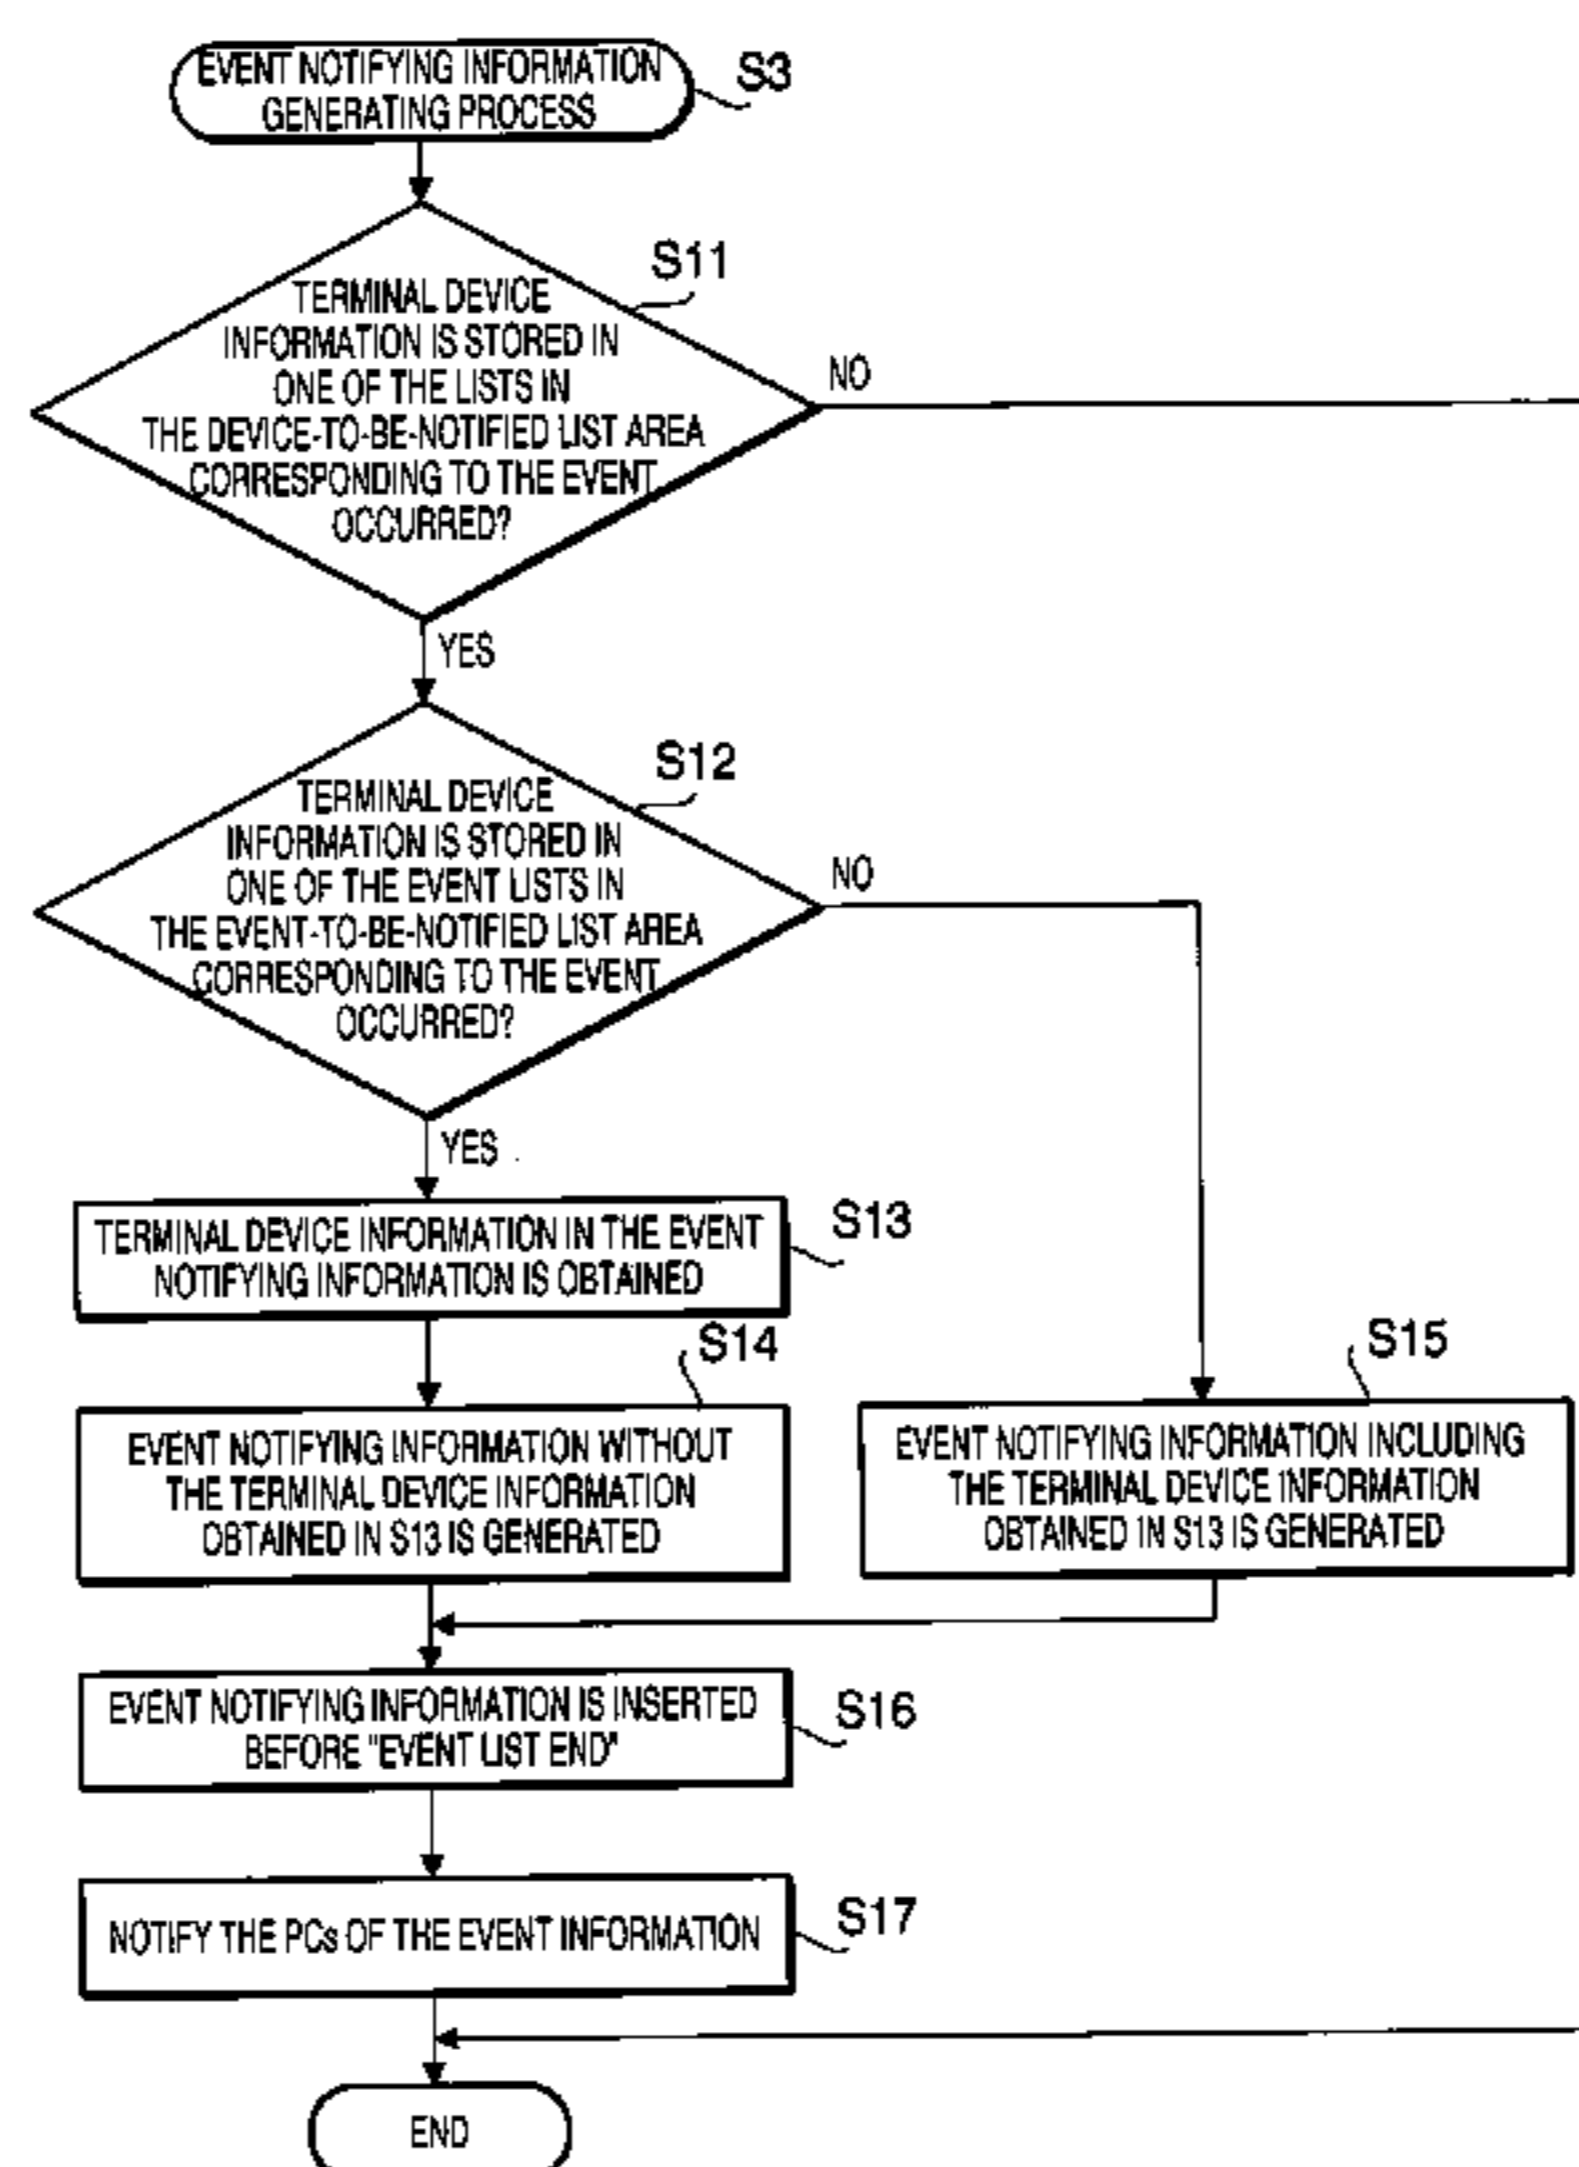 EVENT NOTIFYING INFORMATION
GENERATING PROCESS
S3
S11
TERMINAL DEVICE
INFORMATION IS STORED IN
ONE OF THE LISTS IN
THE DEVICE-TO-BE-NOTIFIED LIST AREA
CORRESPONDING TO THE EVENT
OCCURRED?
NO
YES
S12
TERMINAL DEVICE
INFORMATION IS STORED IN
ONE OF THE EVENT LISTS IN
THE EVENT-TO-BE-NOTIFIED LIST AREA
CORRESPONDING TO THE EVENT
OCCURRED?
NO
YES
TERMINAL DEVICE INFORMATION IN THE EVENT
NOTIFYING INFORMATION IS OBTAINED
S13
S14
EVENT NOTIFYING INFORMATION WITHOUT
THE TERMINAL DEVICE INFORMATION
OBTAINED IN S13 IS GENERATED
S15
EVENT NOTIFYING INFORMATION INCLUDING
THE TERMINAL DEVICE INFORMATION
OBTAINED IN S13 IS GENERATED
EVENT NOTIFYING INFORMATION IS INSERTED
BEFORE "EVENT LIST END"
S16
NOTIFY THE PCs OF THE EVENT INFORMATION
S17
END